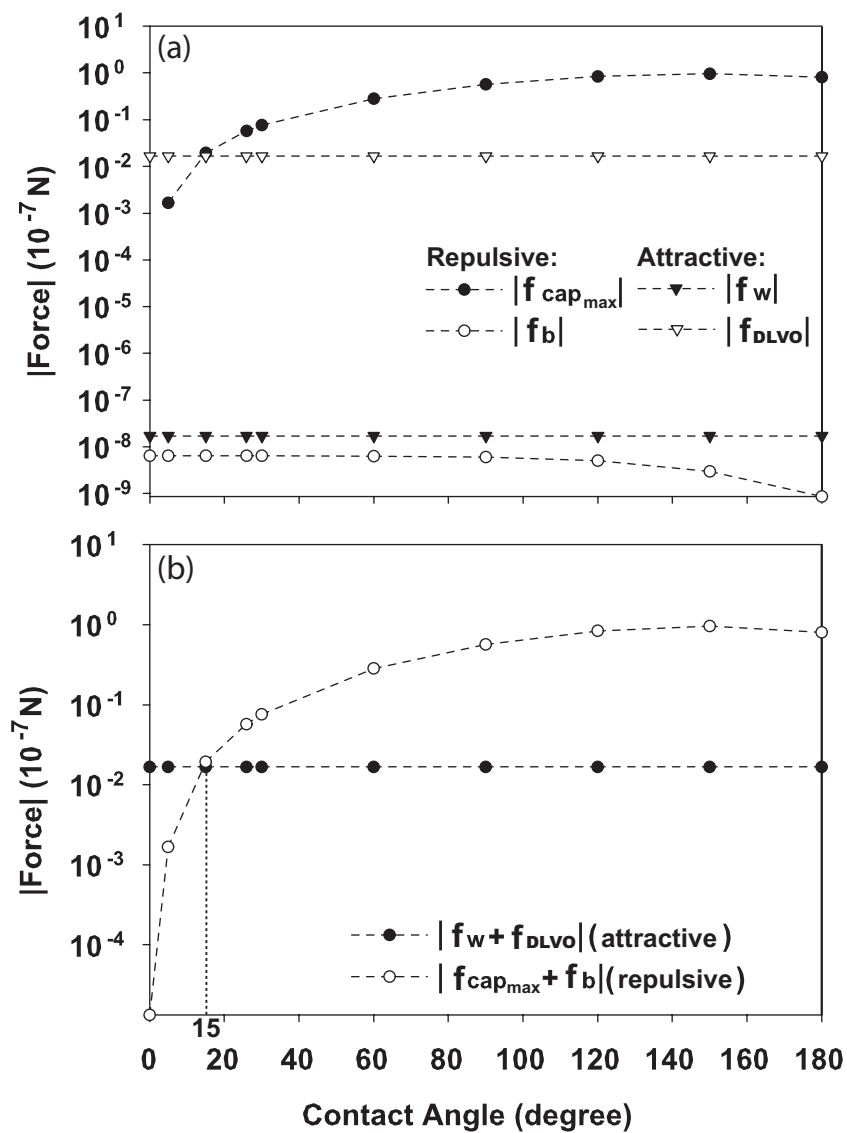 (a)
10^1
10^0
10^-1
10^-2
10^-3
10^-4
10^-5
10^-6
10^-7
10^-8
10^-9
|Force| (10^-7 N)
Repulsive: Attractive:
|f cap_max| |f w|
|f b| |f DLVO|
(b)
10^1
10^0
10^-1
10^-2
10^-3
10^-4
|Force| (10^-7 N)
|f w + f DLVO| (attractive)
|f cap_max + f b| (repulsive)
15
0 20 40 60 80 100 120 140 160 180
Contact Angle (degree)